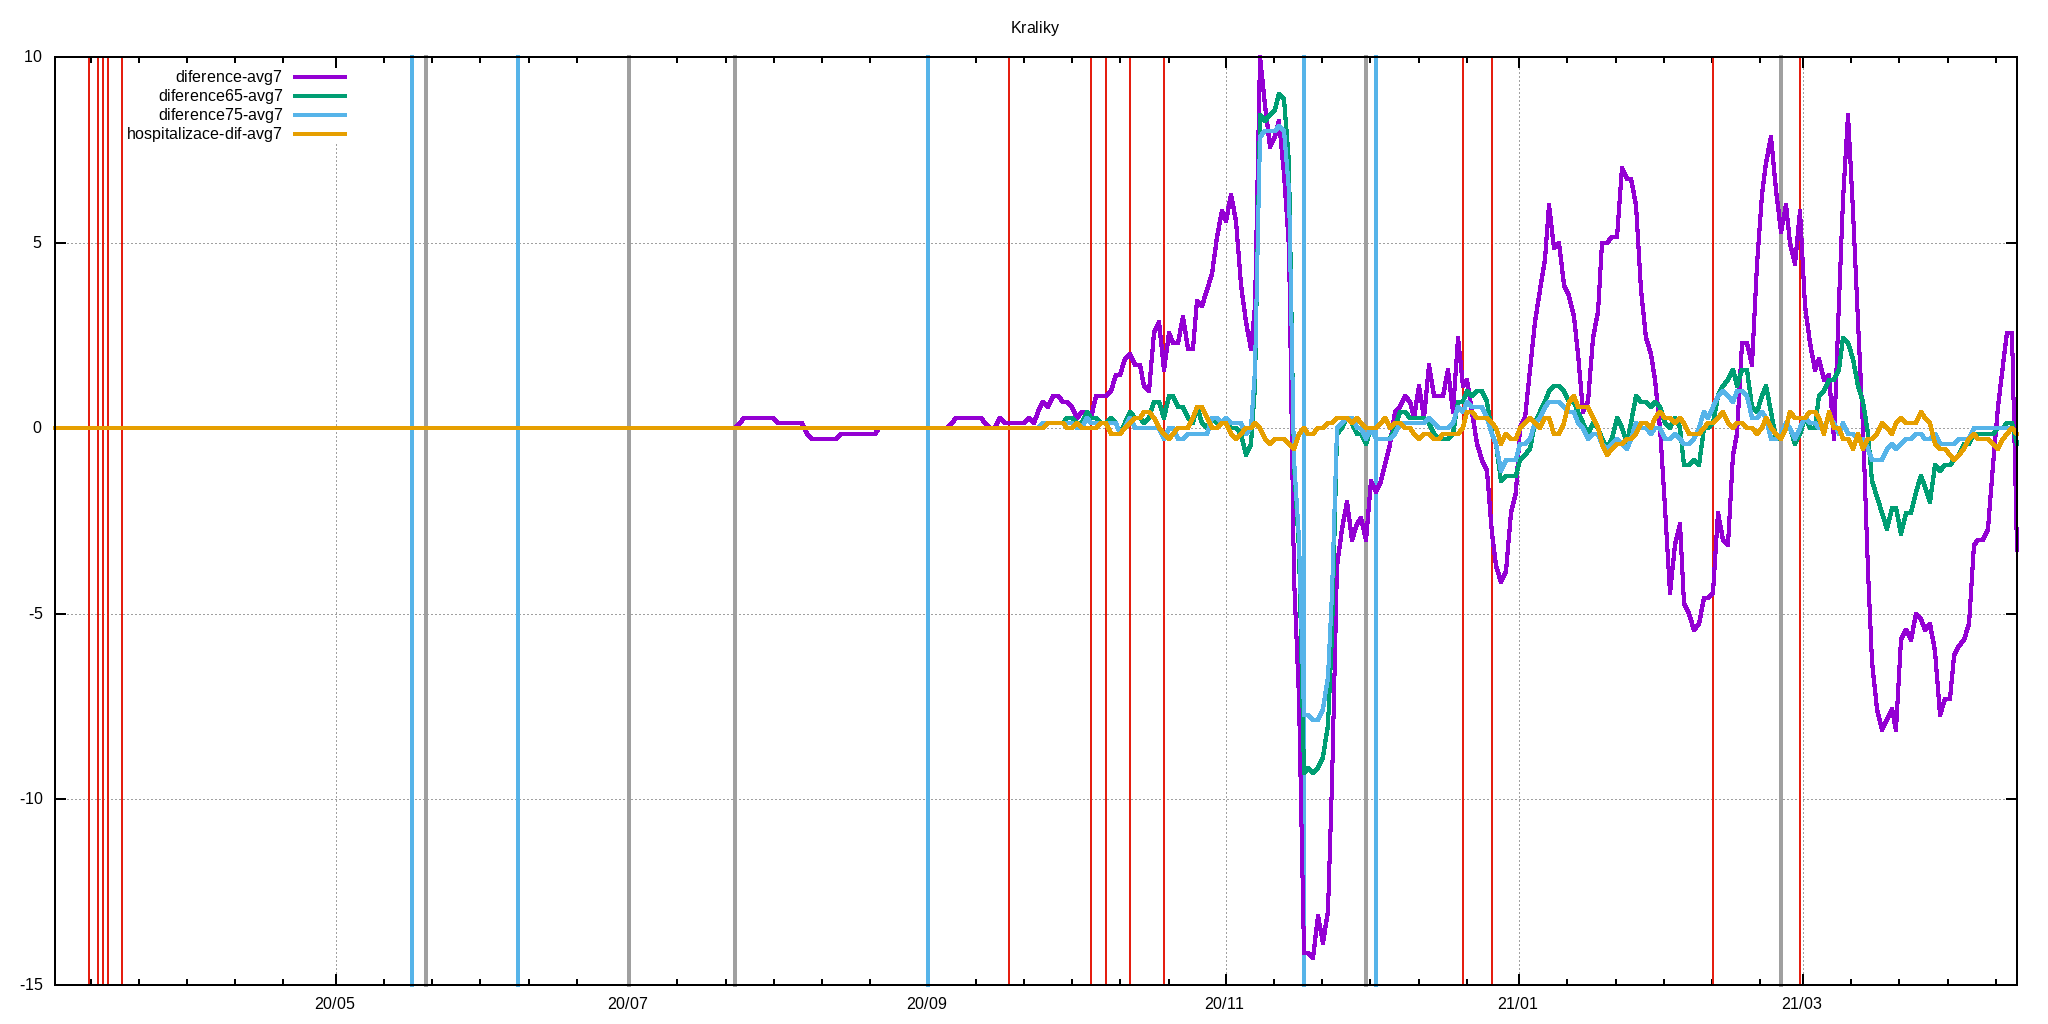 Kraliky
10
diference-avg7
diference65-avg7
diference75-avg7
hospitalizace-dif-avg7
5
0
-5
-10
-15
20/05
20/07
20/09
20/11
21/01
21/03